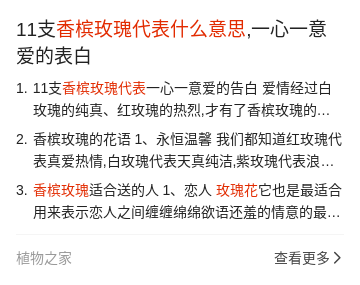 11支香槟玫瑰代表什么意思,一心一意
爱的表白
1. 11支香槟玫瑰代表一心一意爱的告白 爱情经过白
玫瑰的纯真、红玫瑰的热烈,才有了香槟玫瑰的…
2. 香槟玫瑰的花语 1、永恒温馨 我们都知道红玫瑰代
表真爱热情,白玫瑰代表天真纯洁,紫玫瑰代表浪…
3. 香槟玫瑰适合送的人 1、恋人 玫瑰花它也是最适合
用来表示恋人之间缠缠绵绵欲语还羞的情意的最…
植物之家 查看更多